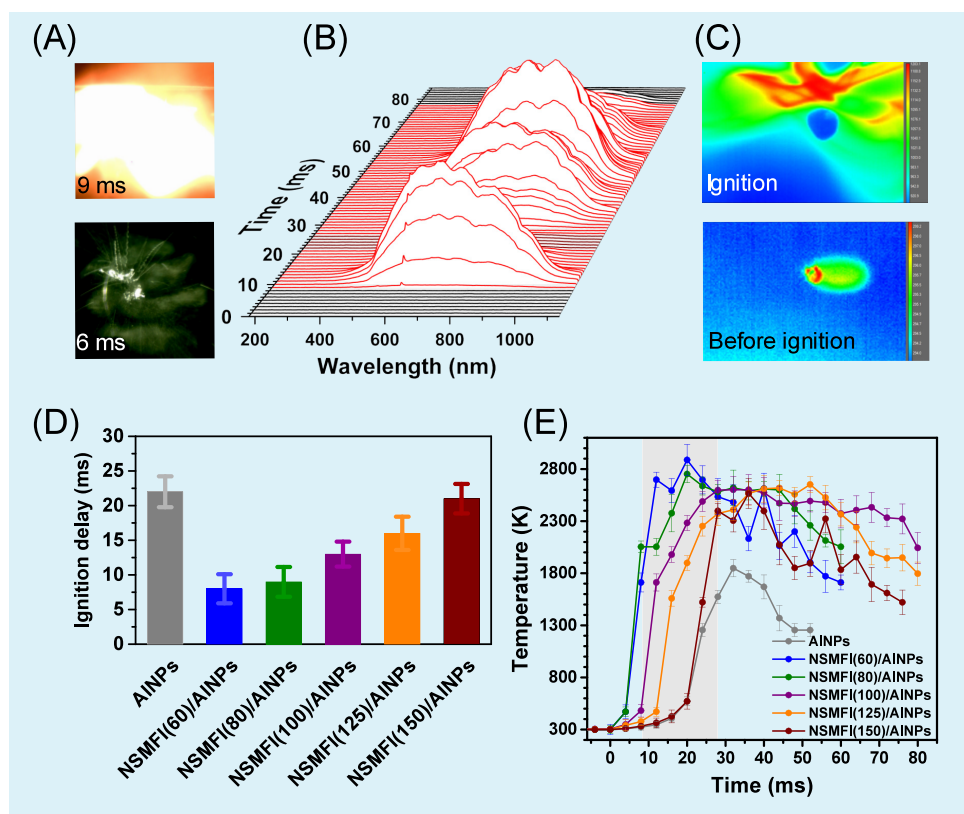 (A)
(B)
(C)
9 ms
6 ms
80
70
60
50
40
30
20
10
0
Time (ms)
200 400 600 800 1000
Wavelength (nm)
Ignition
Before ignition
(D)
30
25
20
15
10
5
0
Ignition delay (ms)
AlNPs
NSMFI(60)/AlNPs
NSMFI(80)/AlNPs
NSMFI(100)/AlNPs
NSMFI(125)/AlNPs
NSMFI(150)/AlNPs
(E)
2800
2300
1800
1300
800
300
Temperature (K)
AlNPs
NSMFI(60)/AlNPs
NSMFI(80)/AlNPs
NSMFI(100)/AlNPs
NSMFI(125)/AlNPs
NSMFI(150)/AlNPs
0 10 20 30 40 50 60 70 80
Time (ms)